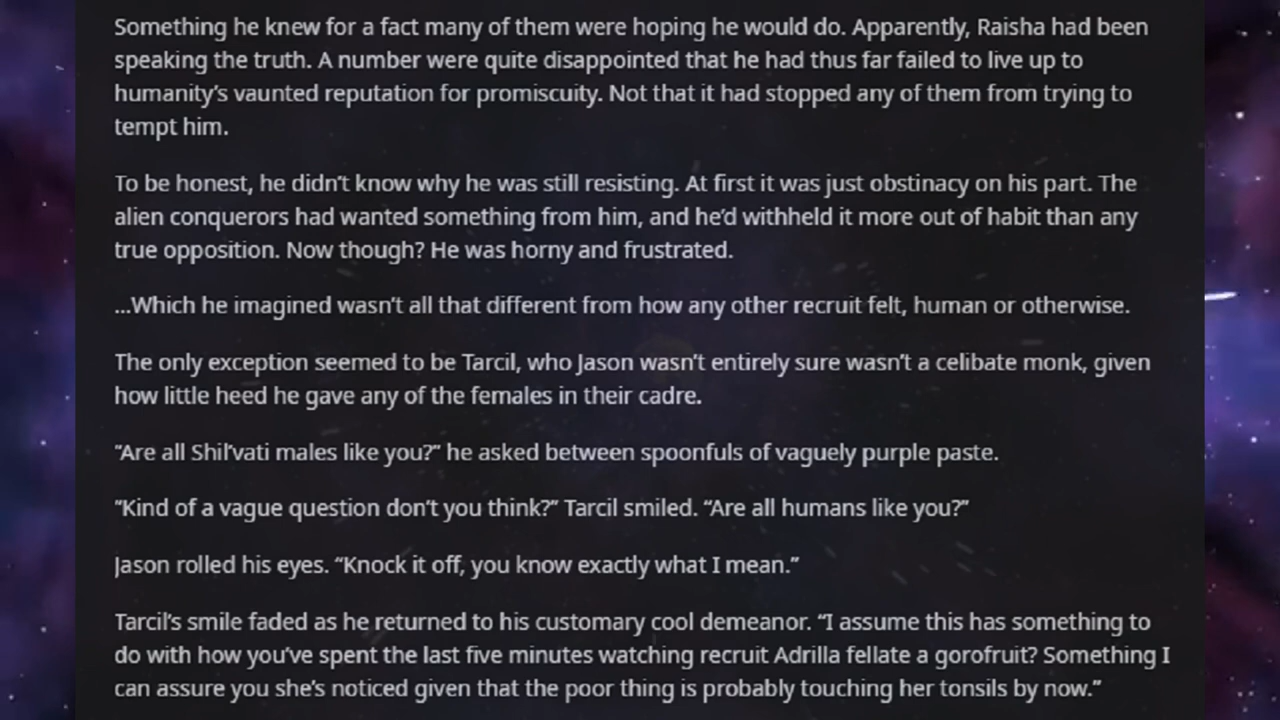 Something he knew for a fact many of them were hoping he would do. Apparently, Raisha had been
speaking the truth. A number were quite disappointed that he had thus far failed to live up to
humanity’s vaunted reputation for promiscuity. Not that it had stopped any of them from trying to
tempt him.
To be honest, he didn’t know why he was still resisting. At first it was just obstinacy on his part. The
alien conquerors had wanted something from him, and he’d withheld it more out of habit than any
true opposition. Now though? He was horny and frustrated.
...Which he imagined wasn’t all that different from how any other recruit felt, human or otherwise.
The only exception seemed to be Tarcil, who Jason wasn’t entirely sure wasn’t a celibate monk, given
how little heed he gave any of the females in their cadre.
“Are all Shil’vati males like you?” he asked between spoonfuls of vaguely purple paste.
“Kind of a vague question don’t you think?” Tarcil smiled. “Are all humans like you?”
Jason rolled his eyes. “Knock it off, you know exactly what I mean.”
Tarcil’s smile faded as he returned to his customary cool demeanor. “I assume this has something to
do with how you’ve spent the last five minutes watching recruit Adrilla fellate a gorofruit? Something I
can assure you she’s noticed given that the poor thing is probably touching her tonsils by now.”